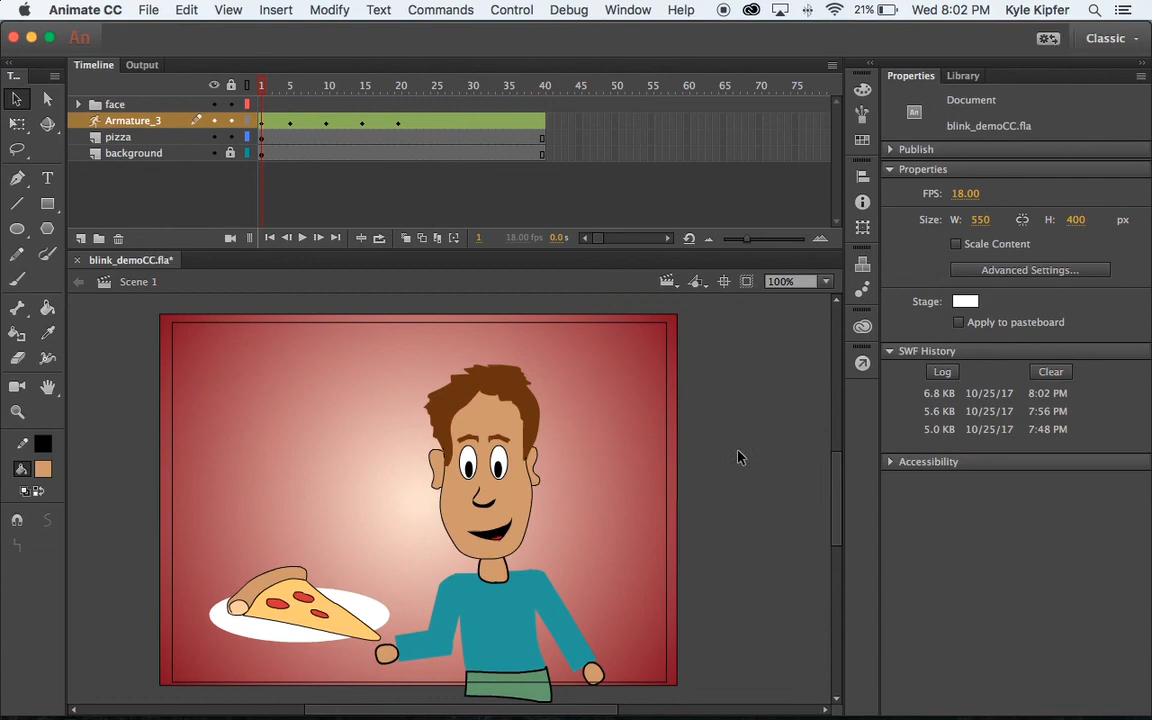 Animate CC File Edit View Insert Modify Text Commands Control Debug Window Help 21% Wed 8:02 PM Kyle Kipfer
An Classic
T... Timeline Output Properties Library
1 5 10 15 20 25 30 35 40 45 50 55 60 65 70 75
face
Armature_3
pizza
background
1 18.00 fps 0.0 s
blink_democC.fla*
Scene 1 100%
Document
An blink_demoCC.fla
Publish
Properties
FPS: 18.00
Size: W: 550 H: 400 px
Scale Content
Advanced Settings...
Stage:
Apply to pasteboard
SWF History
Log Clear
6.8 KB 10/25/17 8:02 PM
5.6 KB 10/25/17 7:56 PM
5.0 KB 10/25/17 7:48 PM
Accessibility
T
S